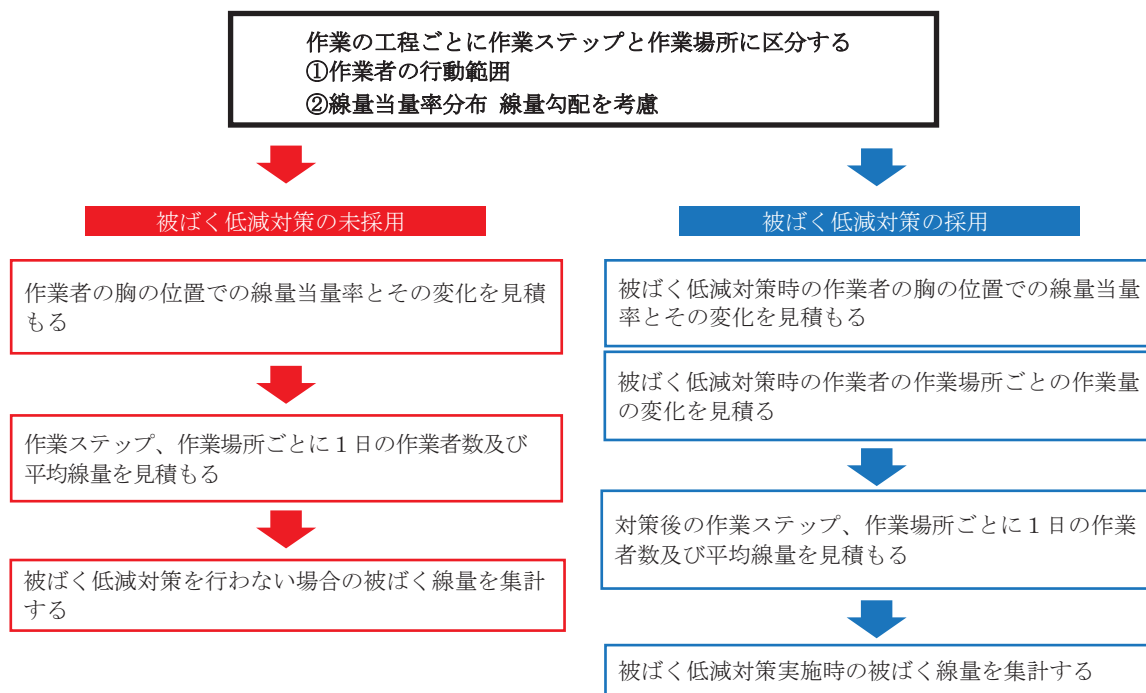 作業の工程ごとに作業ステップと作業場所に区分する
①作業者の行動範囲
②線量当量率分布 線量勾配を考慮
被ばく低減対策の未採用
作業者の胸の位置での線量当量率とその変化を見積
もる
作業ステップ、作業場所ごとに１日の作業者数及び
平均線量を見積もる
被ばく低減対策を行わない場合の被ばく線量を集計
する
被ばく低減対策の採用
被ばく低減対策時の作業者の胸の位置での線量当量
率とその変化を見積もる
被ばく低減対策時の作業者の作業場所ごとの作業量
の変化を見積る
対策後の作業ステップ、作業場所ごとに１日の作業
者数及び平均線量を見積もる
被ばく低減対策実施時の被ばく線量を集計する